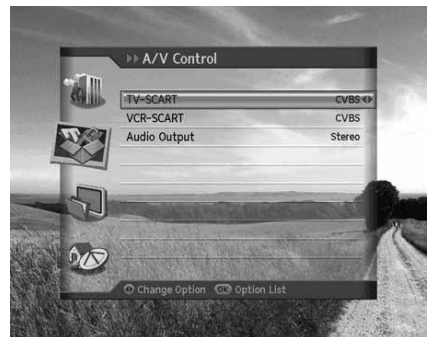 A/V Control
TV-SCART CVBS
VCR-SCART CVBS
Audio Output Stereo
Change Option OK Option List